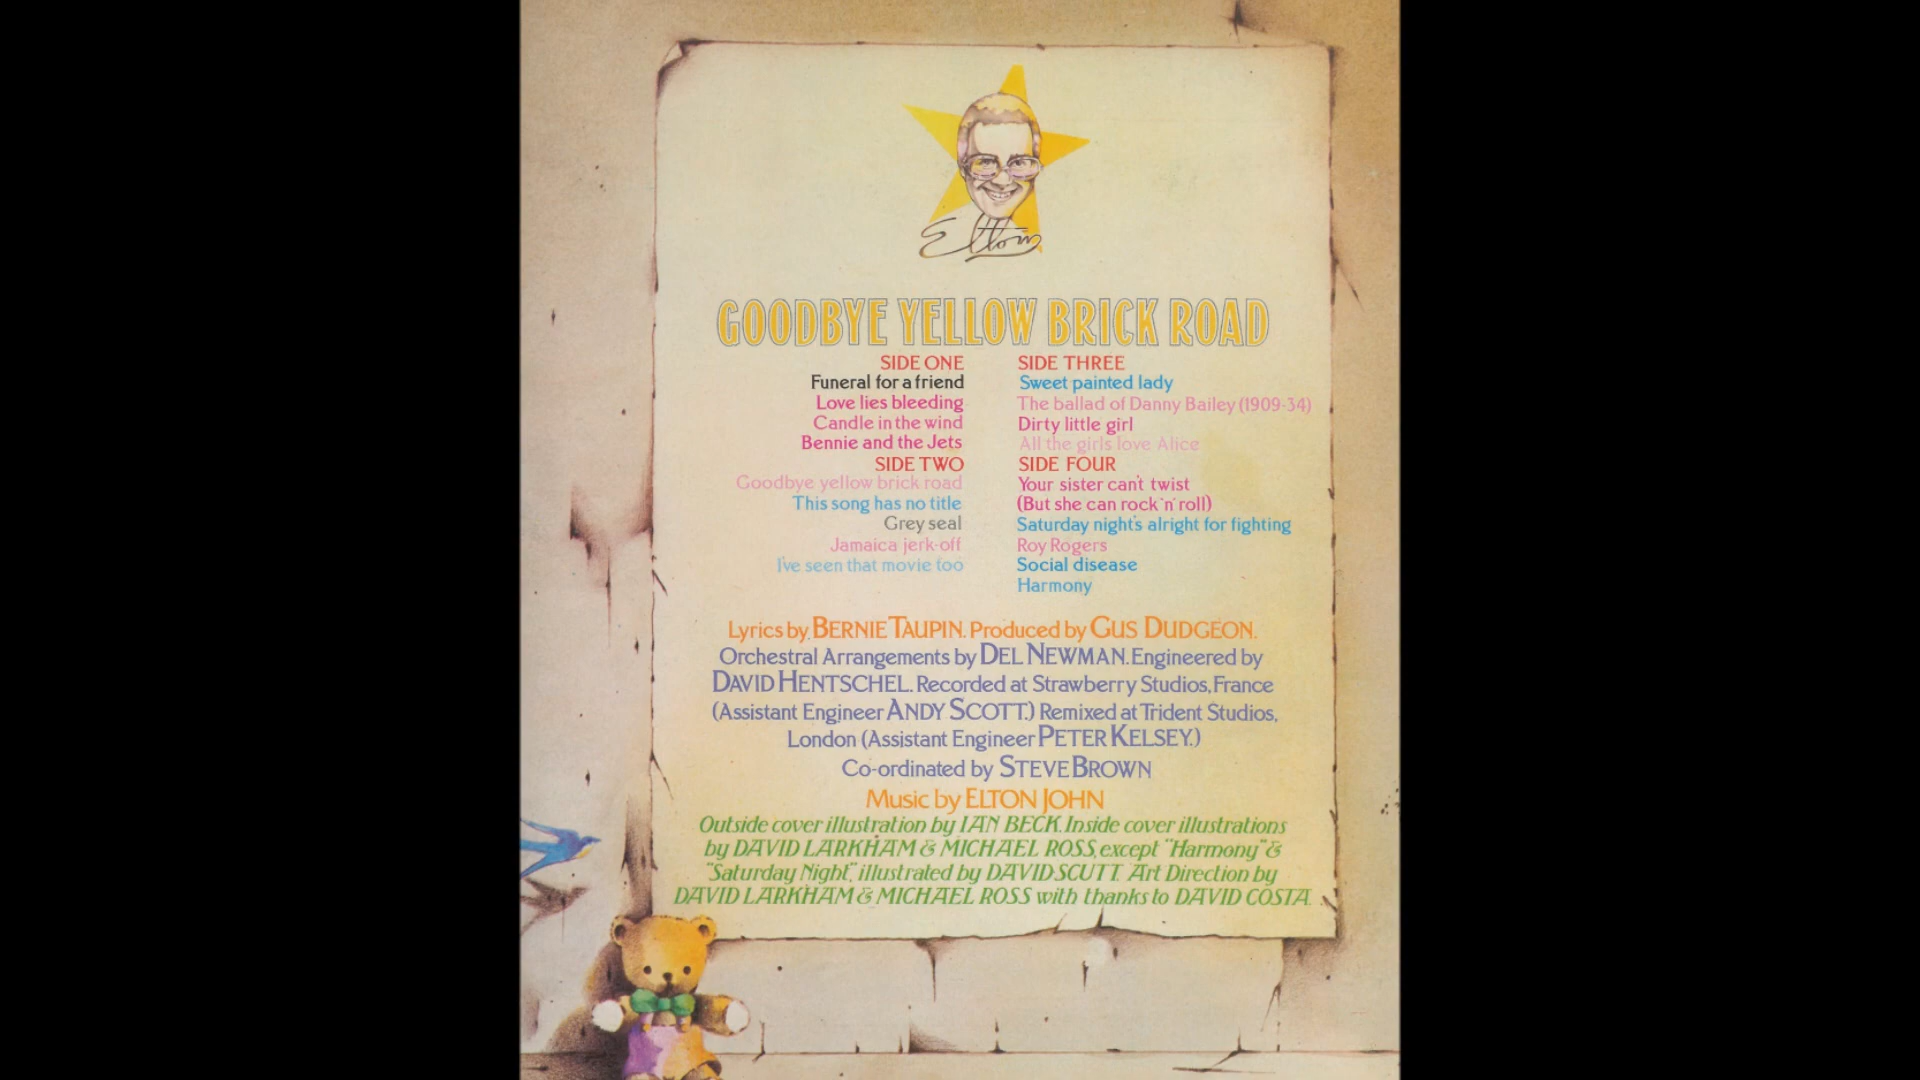 Elton
GOODBYE YELLOW BRICK ROAD
SIDE ONE
Funeral for a friend
Love lies bleeding
Candle in the wind
Bennie and the Jets
SIDE TWO
Goodbye yellow brick road
This song has no title
Grey seal
Jamaica jerk-off
I've seen that movie too
SIDE THREE
Sweet painted lady
The ballad of Danny Bailey (1909-34)
Dirty little girl
All the girls love Alice
SIDE FOUR
Your sister can't twist
(But she can rock 'n' roll)
Saturday night's alright for fighting
Roy Rogers
Social disease
Harmony
Lyrics by BERNIE TAUPIN. Produced by GUS DUDGEON.
Orchestral Arrangements by DEL NEWMAN. Engineered by
DAVID HENTSCHEL. Recorded at Strawberry Studios, France
(Assistant Engineer ANDY SCOTT.) Remixed at Trident Studios,
London (Assistant Engineer PETER KELSEY.)
Co-ordinated by STEVE BROWN
Music by ELTON JOHN
Outside cover illustration by IAN BECK. Inside cover illustrations
by DAVID LARKHAM & MICHAEL ROSS, except "Harmony" &
"Saturday Night", illustrated by DAVID SCUTT. Art Direction by
DAVID LARKHAM & MICHAEL ROSS with thanks to DAVID COSTA.